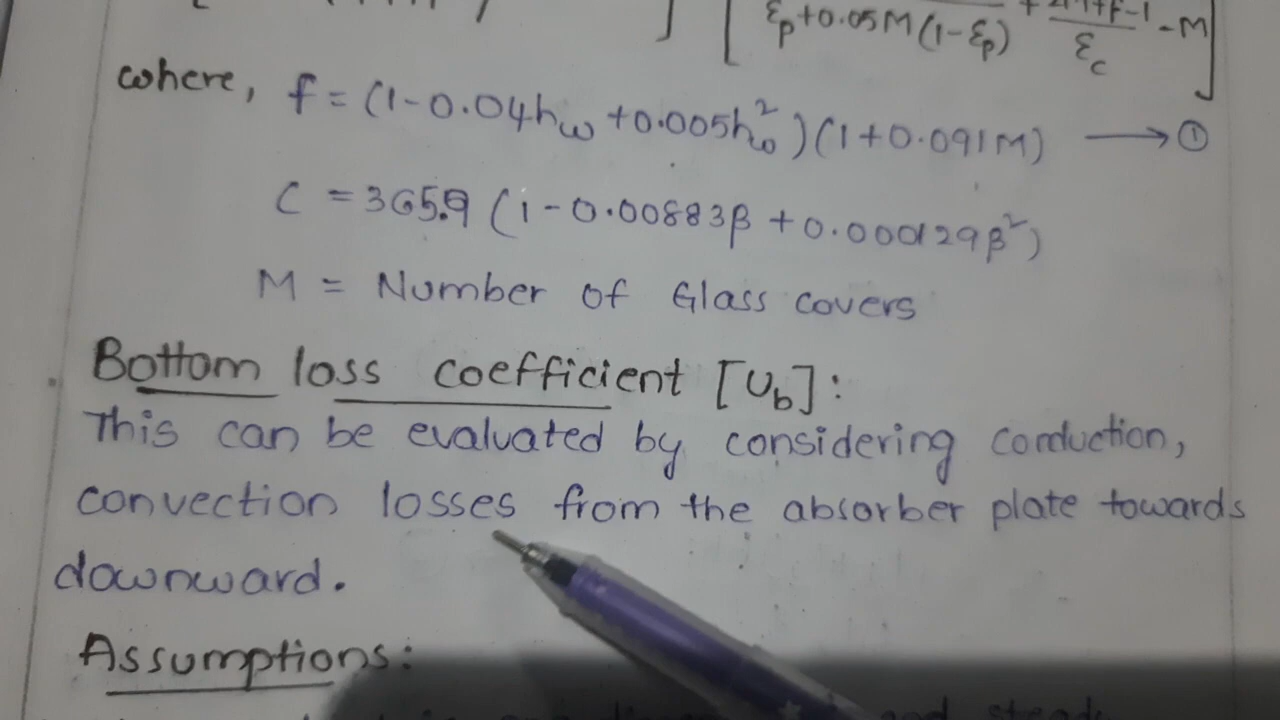 εp+0.05M(1-εp) + 2M+f-1/εc - M ]
where, f = (1-0.04hω +0.005hω²)(1+0.091M) → ①
C = 365.9 (1-0.00883β +0.000129β²)
M = Number of Glass covers
Bottom loss coefficient [Ub]:
This can be evaluated by considering conduction,
convection losses from the absorber plate towards
downward.
Assumptions: